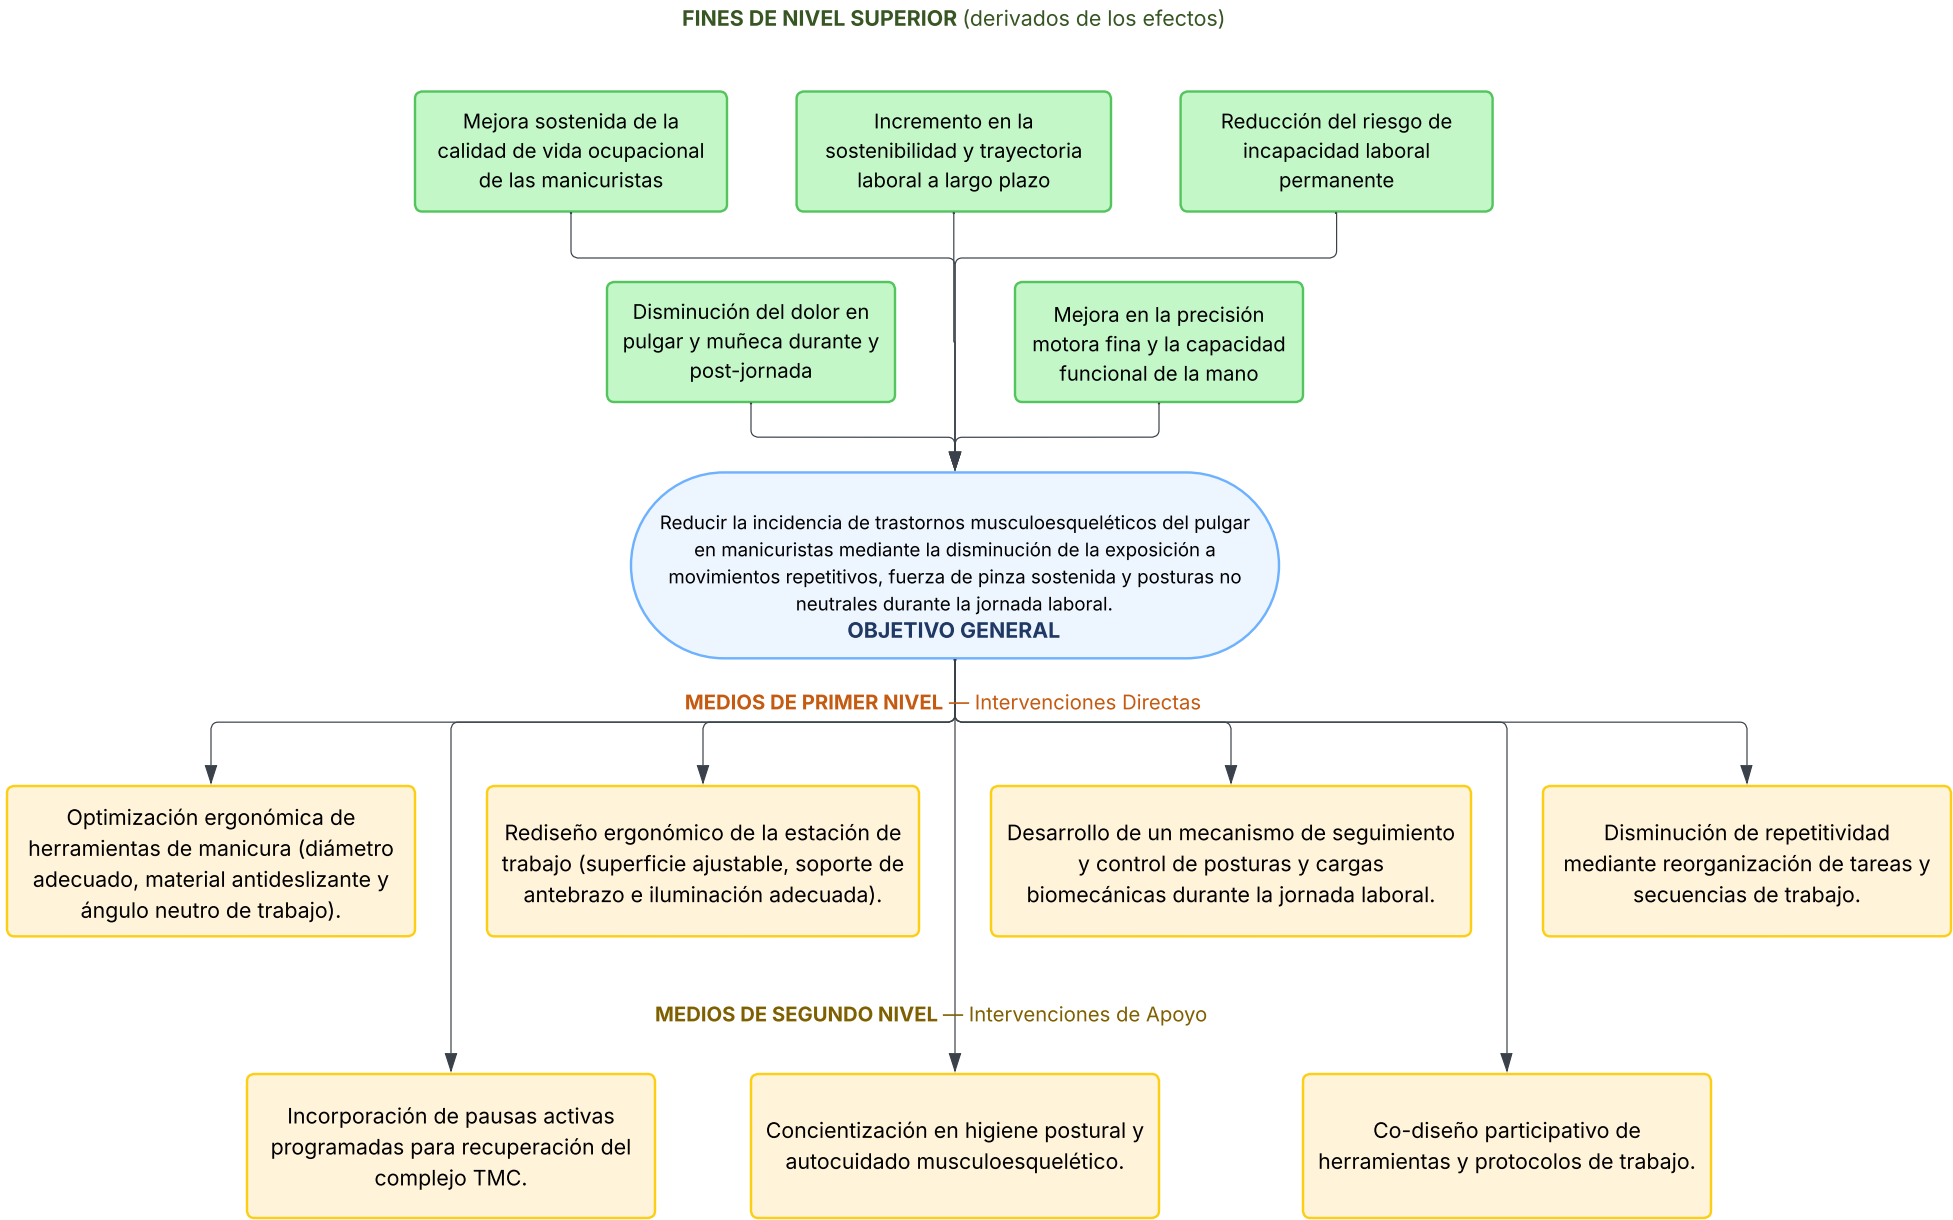 FINES DE NIVEL SUPERIOR (derivados de los efectos)
Mejora sostenida de la
calidad de vida ocupacional
de las manicuristas
Incremento en la
sostenibilidad y trayectoria
laboral a largo plazo
Reducción del riesgo de
incapacidad laboral
permanente
Disminución del dolor en
pulgar y muñeca durante y
post-jornada
Mejora en la precisión
motora fina y la capacidad
funcional de la mano
Reducir la incidencia de trastornos musculoesqueléticos del pulgar
en manicuristas mediante la disminución de la exposición a
movimientos repetitivos, fuerza de pinza sostenida y posturas no
neutrales durante la jornada laboral.
OBJETIVO GENERAL
MEDIOS DE PRIMER NIVEL — Intervenciones Directas
Optimización ergonómica de
herramientas de manicura (diámetro
adecuado, material antideslizante y
ángulo neutro de trabajo).
Rediseño ergonómico de la estación de
trabajo (superficie ajustable, soporte de
antebrazo e iluminación adecuada).
Desarrollo de un mecanismo de seguimiento
y control de posturas y cargas
biomecánicas durante la jornada laboral.
Disminución de repetitividad
mediante reorganización de tareas y
secuencias de trabajo.
MEDIOS DE SEGUNDO NIVEL — Intervenciones de Apoyo
Incorporación de pausas activas
programadas para recuperación del
complejo TMC.
Concientización en higiene postural y
autocuidado musculoesquelético.
Co-diseño participativo de
herramientas y protocolos de trabajo.